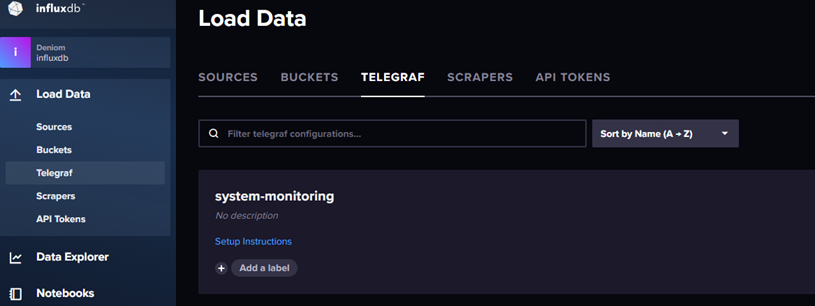 influxdb™
Load Data
i
Deniom
influxdb
Load Data
Sources
Buckets
Telegraf
Scrapers
API Tokens
Data Explorer
Notebooks
SOURCES BUCKETS TELEGRAF SCRAPERS API TOKENS
Filter telegraf configurations...
Sort by Name (A → Z)
system-monitoring
No description
Setup Instructions
Add a label